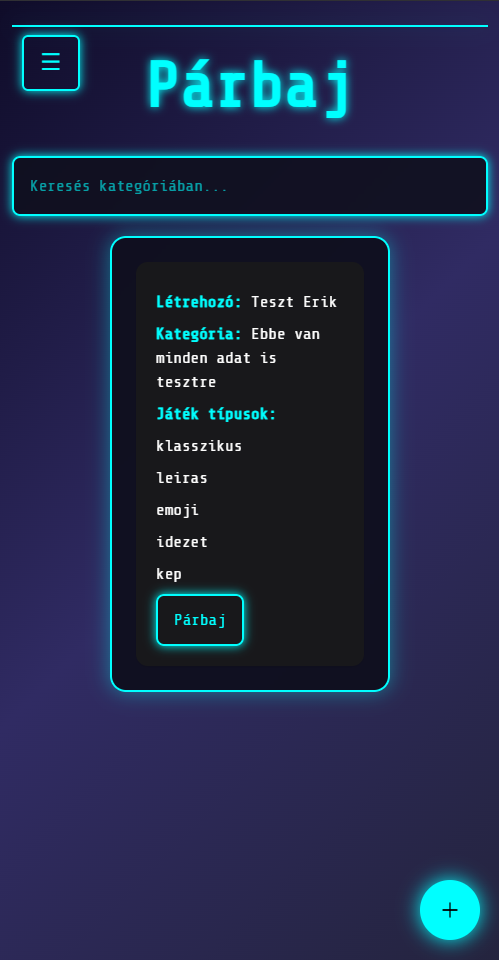 ☰
Párbaj
Keresés kategóriában...
Létrehozó: Teszt Erik
Kategória: Ebbe van
minden adat is
tesztre
Játék típusok:
klasszikus
leiras
emoji
idezet
kep
Párbaj
+